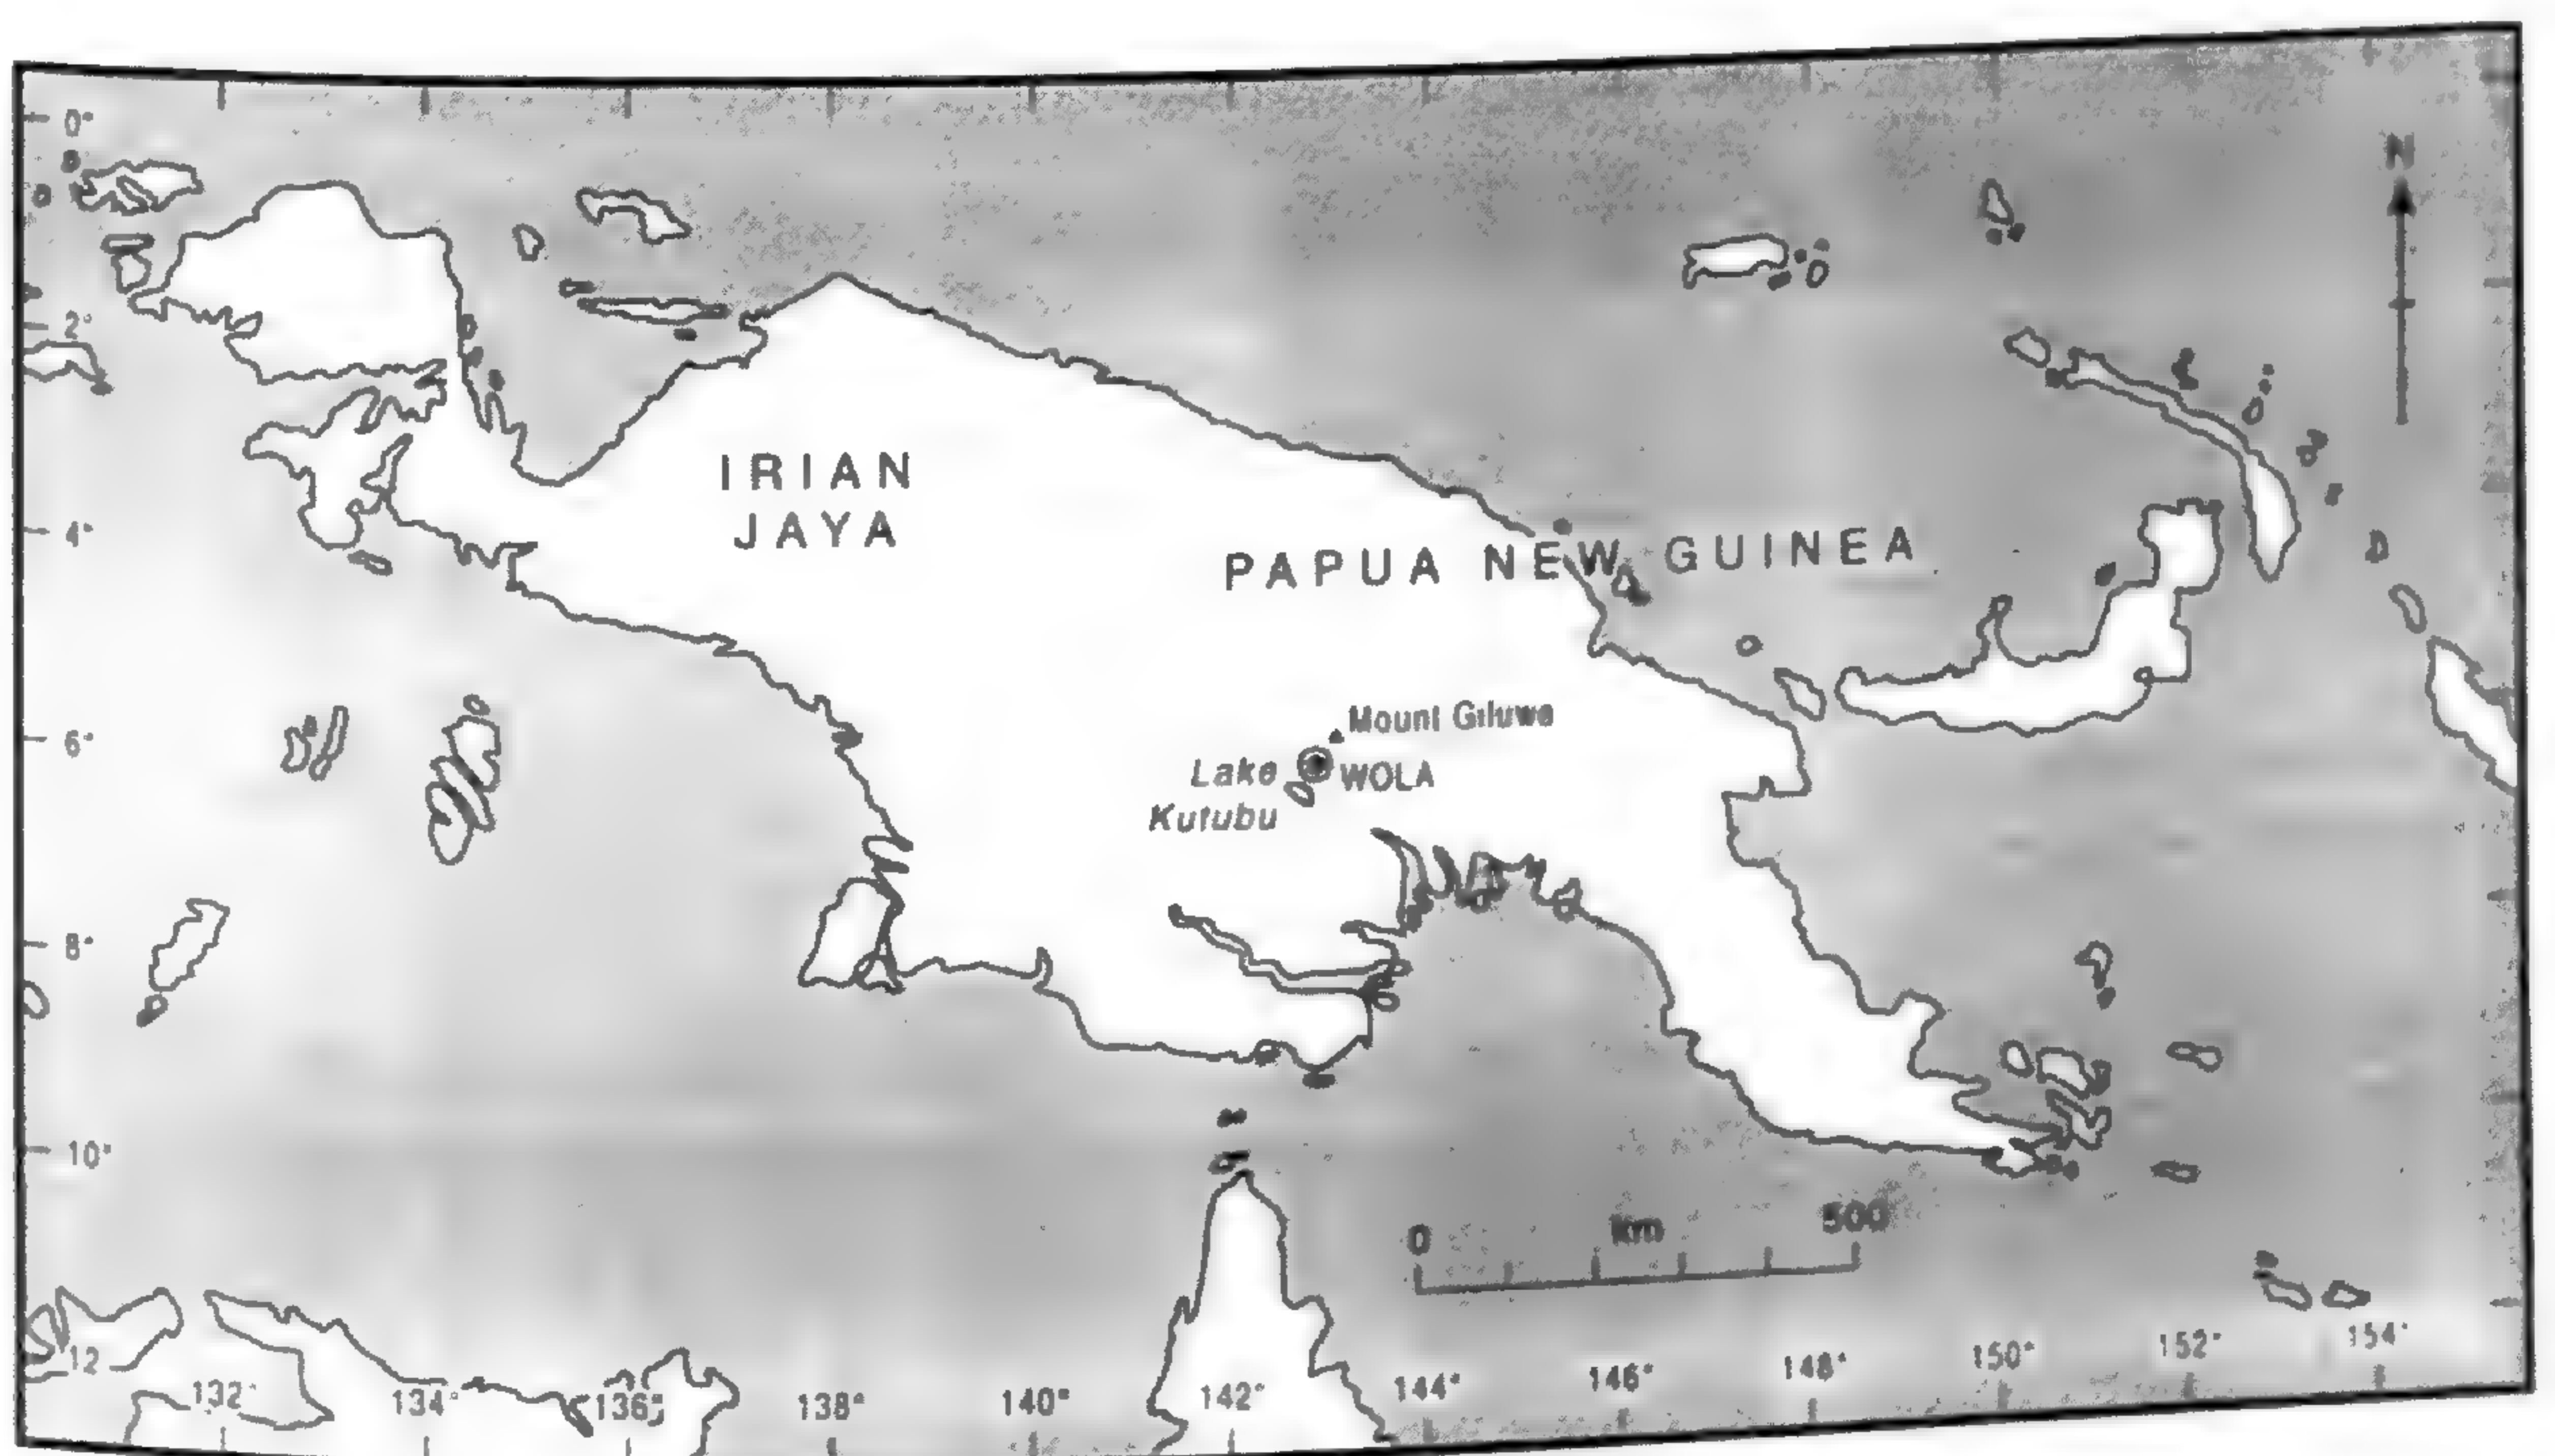 0°
N
2°
IRIAN
JAYA
4°
PAPUA NEW GUINEA
6°
Mount Giluwe
Lake
Kutubu
WOLA
8°
10°
0 km 500
12
132° 134° 136° 138° 140° 142° 144° 146° 148° 150° 152° 154°